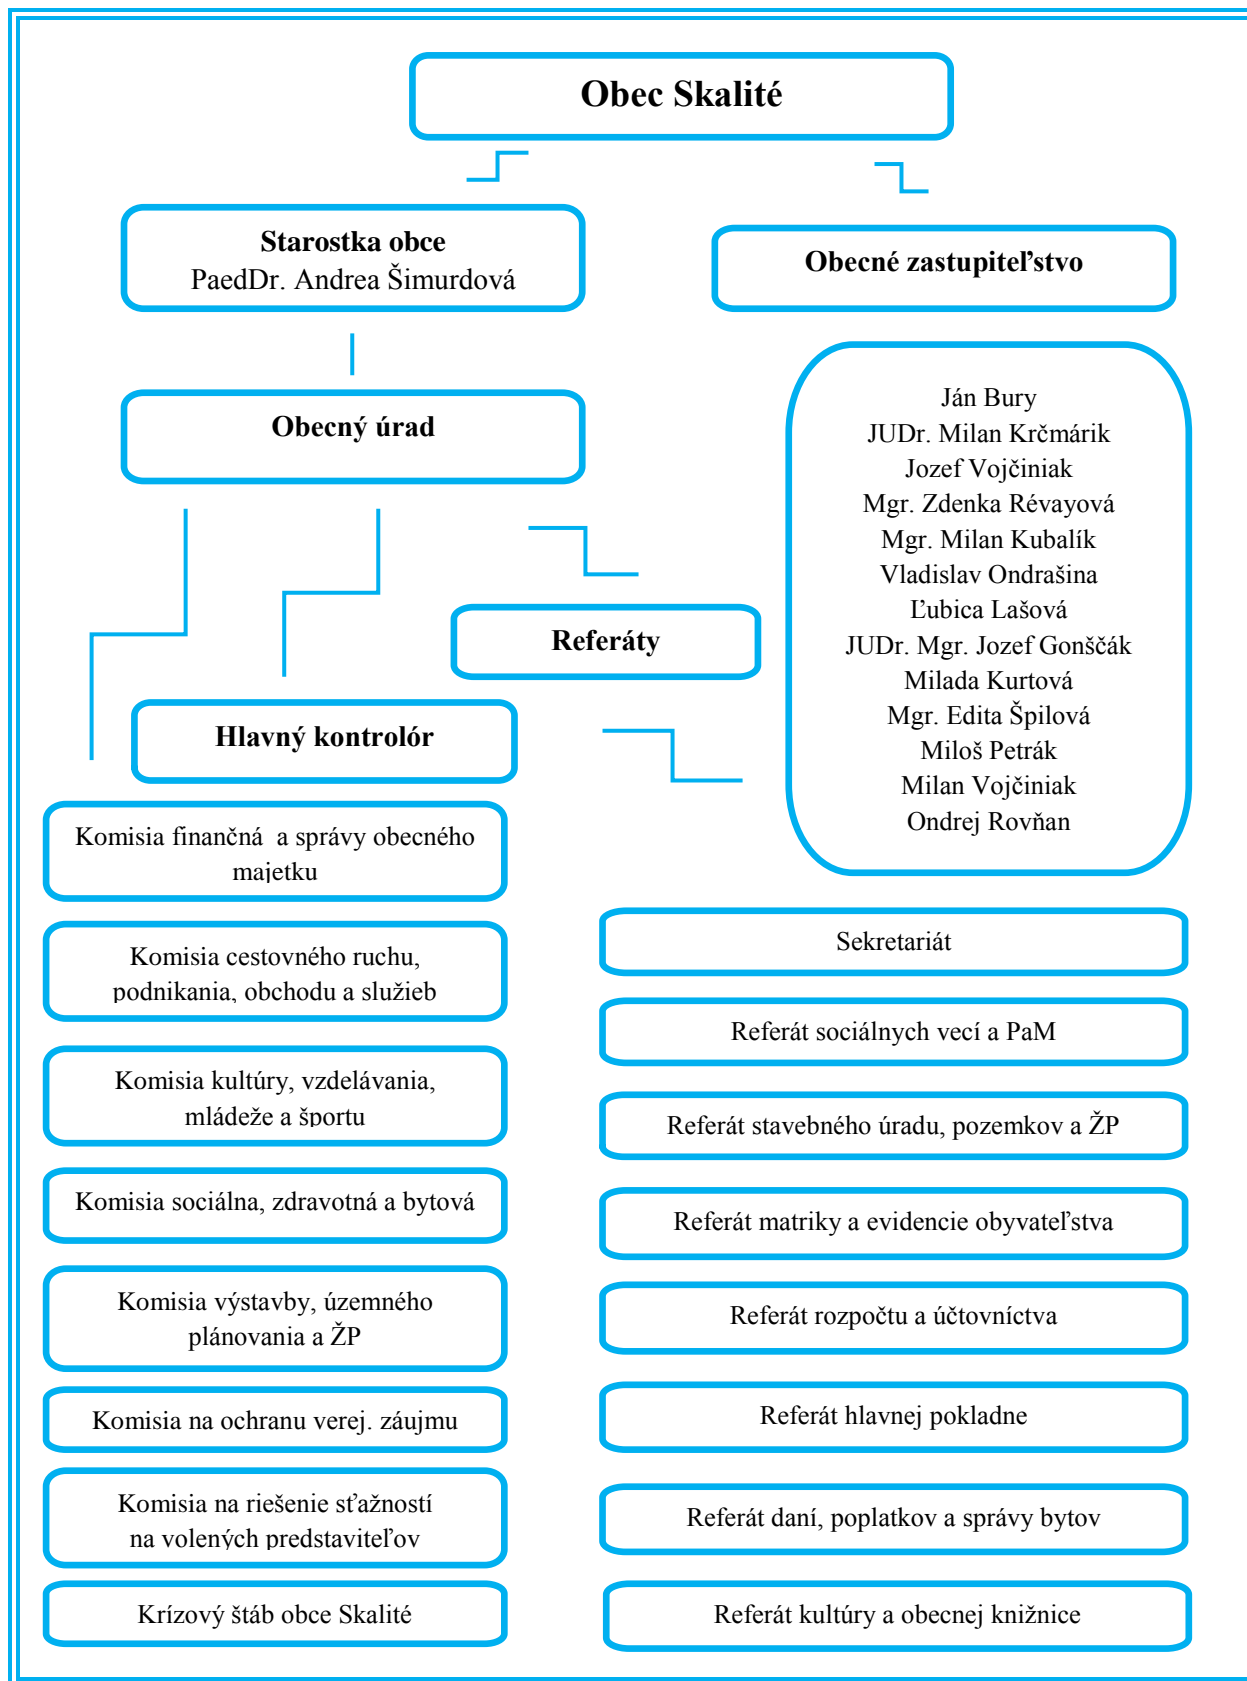 Obec Skalité
Starostka obce
PaedDr. Andrea Šimurdová
Obecné zastupiteľstvo
Obecný úrad
Ján Bury
JUDr. Milan Krčmárik
Jozef Vojčiniak
Mgr. Zdenka Révayová
Mgr. Milan Kubalík
Vladislav Ondrašina
Ľubica Lašová
JUDr. Mgr. Jozef Gonščák
Milada Kurtová
Mgr. Edita Špilová
Miloš Petrák
Milan Vojčiniak
Ondrej Rovňan
Referáty
Hlavný kontrolór
Komisia finančná  a správy obecného
majetku
Komisia cestovného ruchu,
podnikania, obchodu a služieb
Komisia kultúry, vzdelávania,
mládeže a športu
Komisia sociálna, zdravotná a bytová
Komisia výstavby, územného
plánovania a ŽP
Komisia na ochranu verej. záujmu
Komisia na riešenie sťažností
na volených predstaviteľov
Krízový štáb obce Skalité
Sekretariát
Referát sociálnych vecí a PaM
Referát stavebného úradu, pozemkov a ŽP
Referát matriky a evidencie obyvateľstva
Referát rozpočtu a účtovníctva
Referát hlavnej pokladne
Referát daní, poplatkov a správy bytov
Referát kultúry a obecnej knižnice